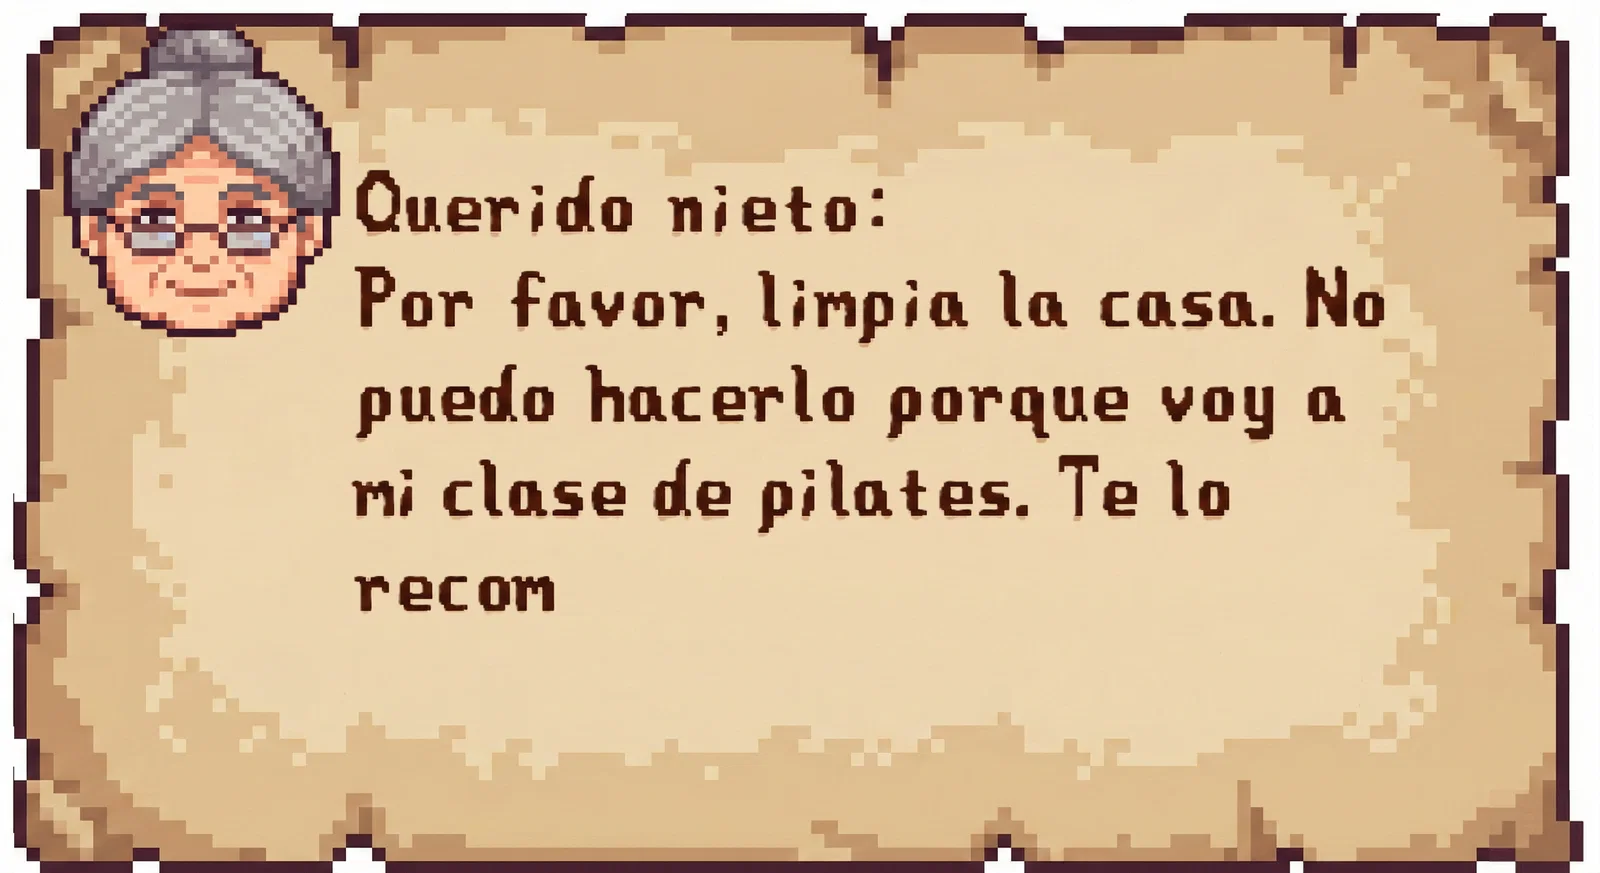 Querido nieto:
Por favor, limpia la casa. No
puedo hacerlo porque voy a
mi clase de pilates. Te lo
recom